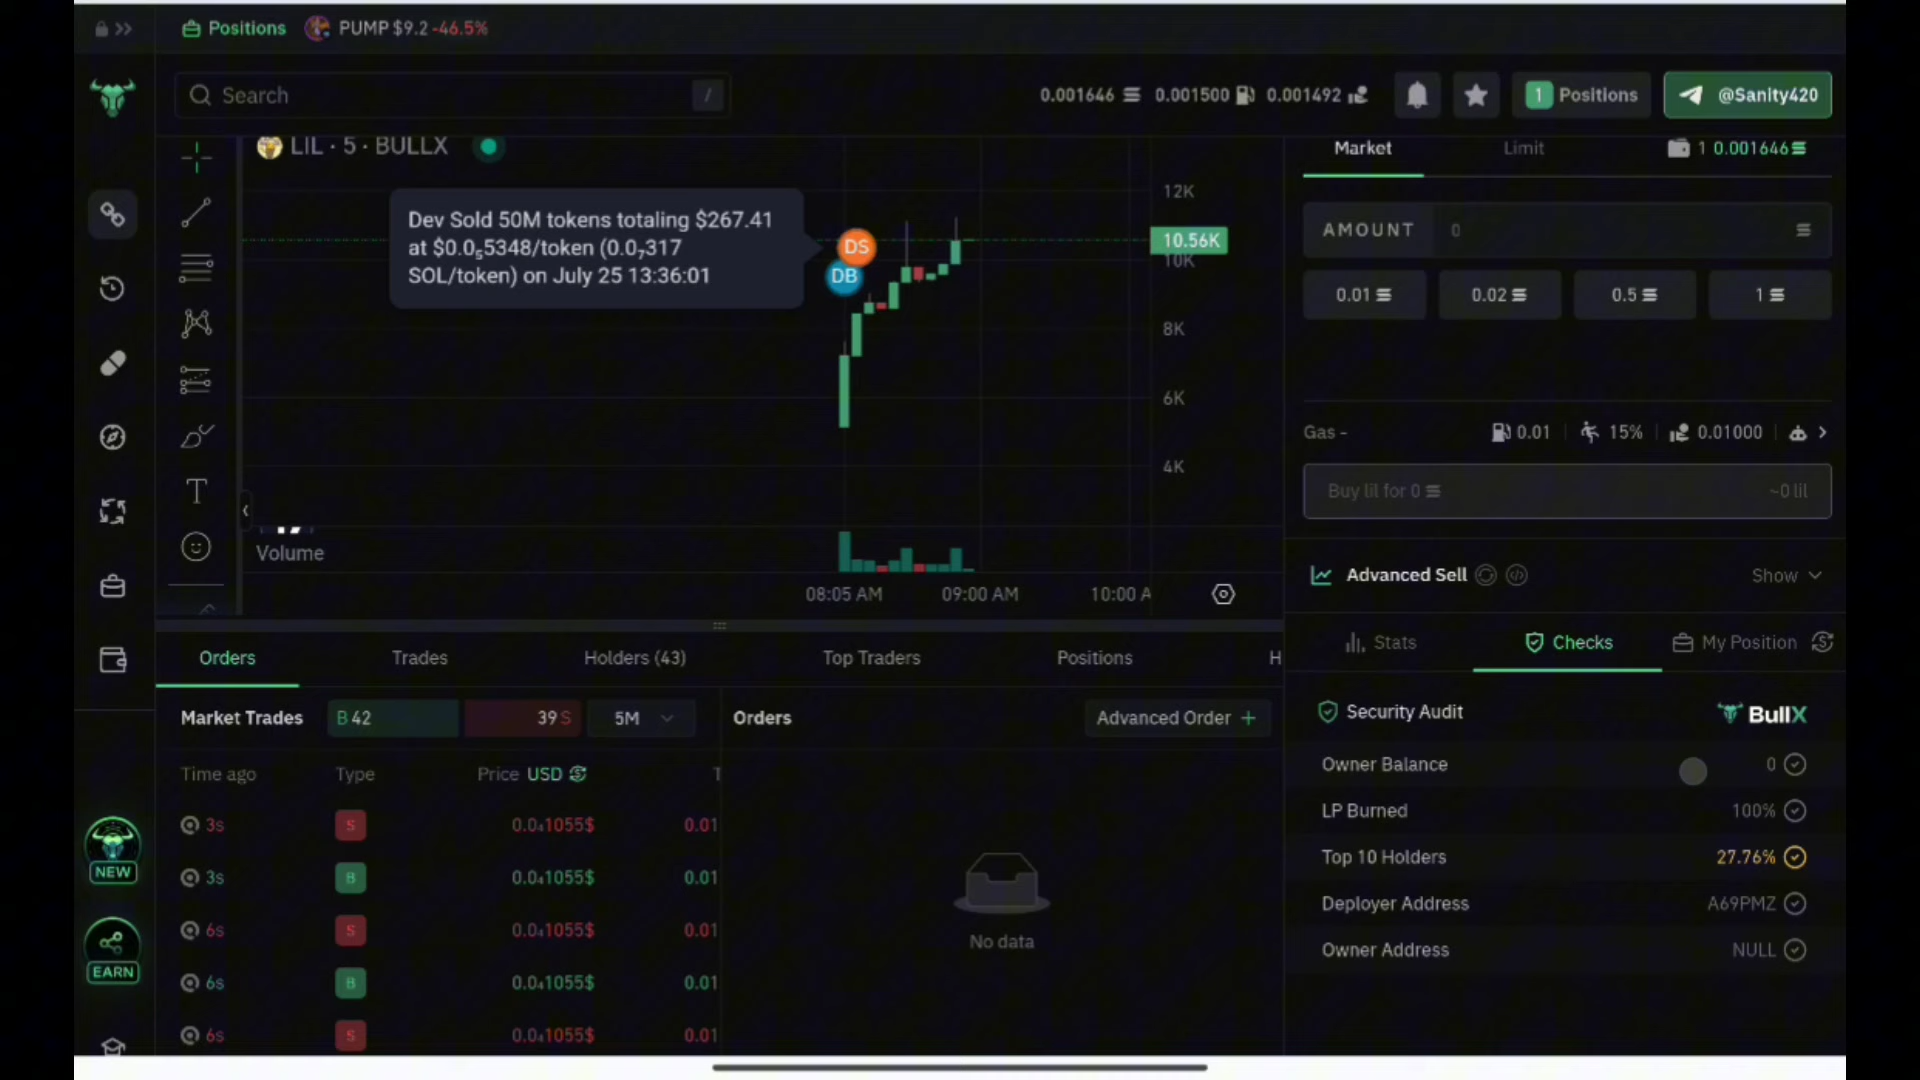 Positions PUMP $9.2 -46.5%
Search /
0.001646 0.001500 0.001492 1 Positions @Sanity420
LIL · 5 · BULLX
Market Limit 1 0.001646
12K
Dev Sold 50M tokens totaling $267.41
at $0.0₅5348/token (0.0₇317
SOL/token) on July 25 13:36:01
DS
DB
10.56K
10K
AMOUNT 0
0.01 0.02 0.5 1
8K
6K
4K
Gas - 0.01 15% 0.01000
Buy lil for 0 ~0 lil
Volume
08:05 AM 09:00 AM 10:00 A
Advanced Sell Show
Stats Checks My Position
Orders Trades Holders (43) Top Traders Positions H
Market Trades B 42 39 S 5M
Orders Advanced Order +
Security Audit BullX
Time ago Type Price USD T
Owner Balance 0
LP Burned 100%
Top 10 Holders 27.76%
Deployer Address A69PMZ
Owner Address NULL
3s S 0.0₄1055$ 0.01
3s B 0.0₄1055$ 0.01
6s S 0.0₄1055$ 0.01
6s B 0.0₄1055$ 0.01
6s S 0.0₄1055$ 0.01
No data
NEW
EARN